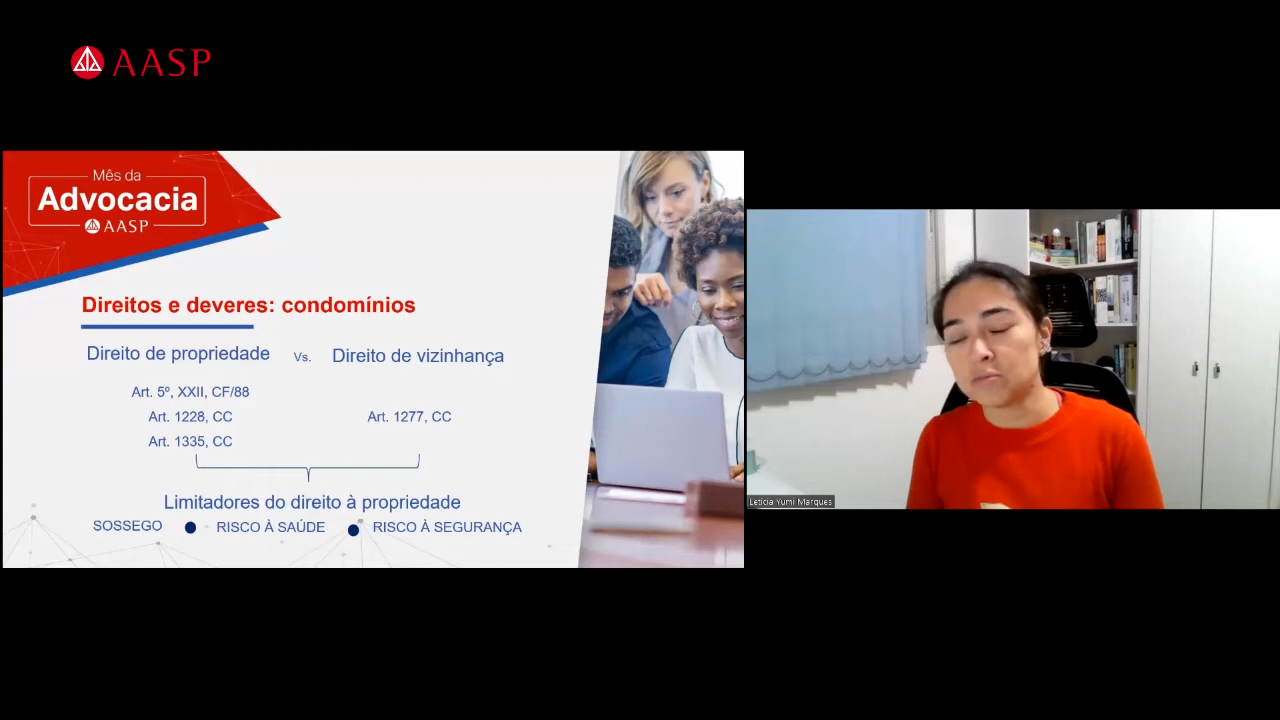 AASP
Mês da
Advocacia
AASP
Direitos e deveres: condomínios
Direito de propriedade Vs. Direito de vizinhança
Art. 5º, XXII, CF/88
Art. 1228, CC Art. 1277, CC
Art. 1335, CC
Limitadores do direito à propriedade
SOSSEGO ● RISCO À SAÚDE ● RISCO À SEGURANÇA
Leticia Yumi Marques